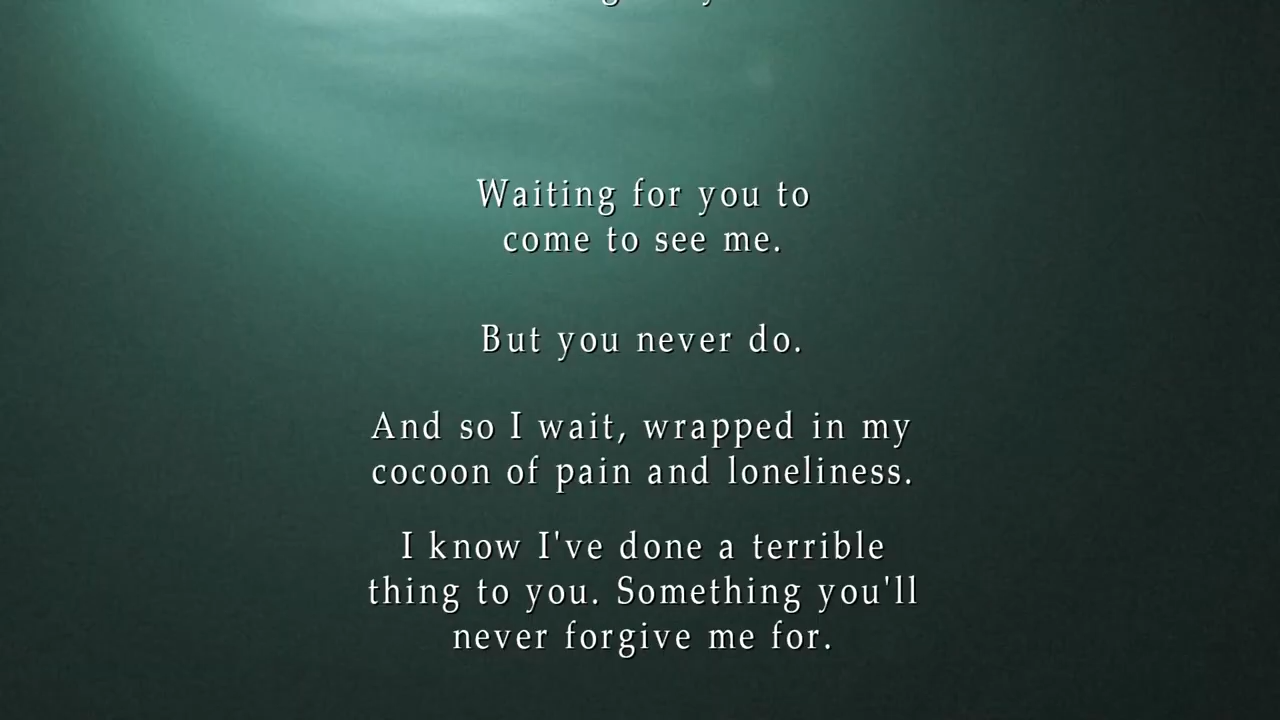 Waiting for you to
come to see me.
But you never do.
And so I wait, wrapped in my
cocoon of pain and loneliness.
I know I've done a terrible
thing to you. Something you'll
never forgive me for.